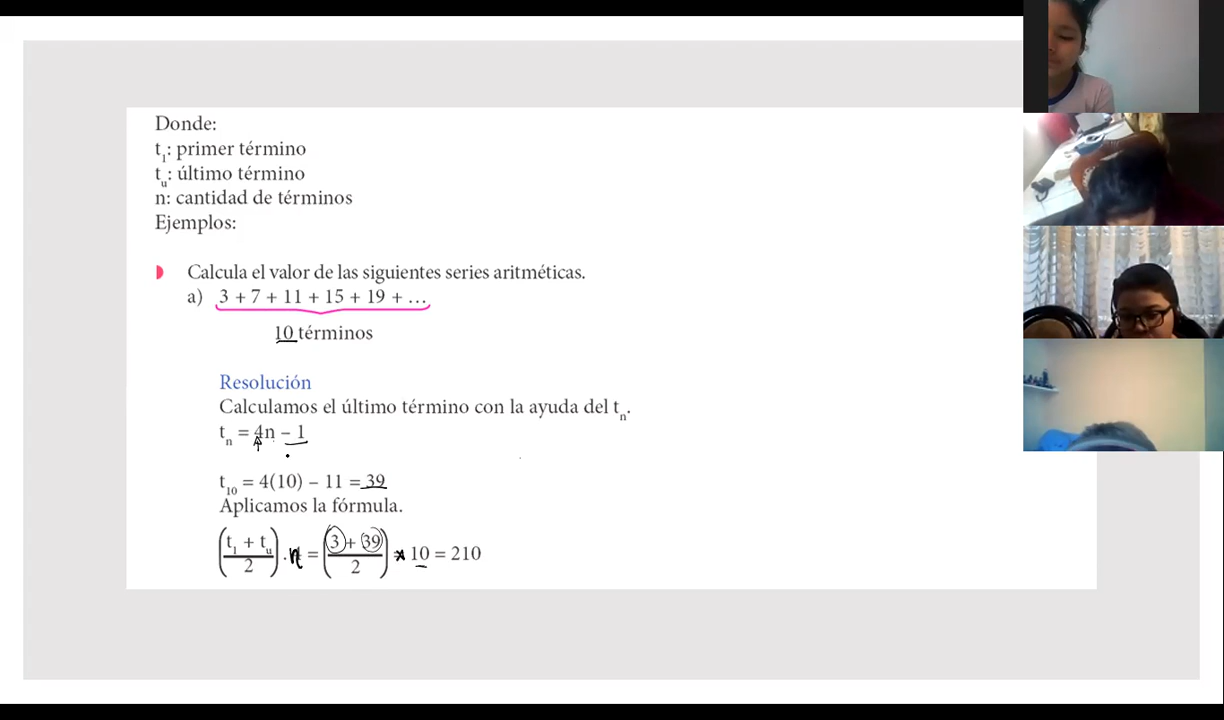 Donde:
t1: primer término
tu: último término
n: cantidad de términos
Ejemplos:
Calcula el valor de las siguientes series aritméticas.
a) 3 + 7 + 11 + 15 + 19 + ...
10 términos
Resolución
Calculamos el último término con la ayuda del tn.
tn = 4n – 1
t10 = 4(10) – 11 = 39
Aplicamos la fórmula.
(t1 + tu / 2) . n = (3 + 39 / 2) × 10 = 210